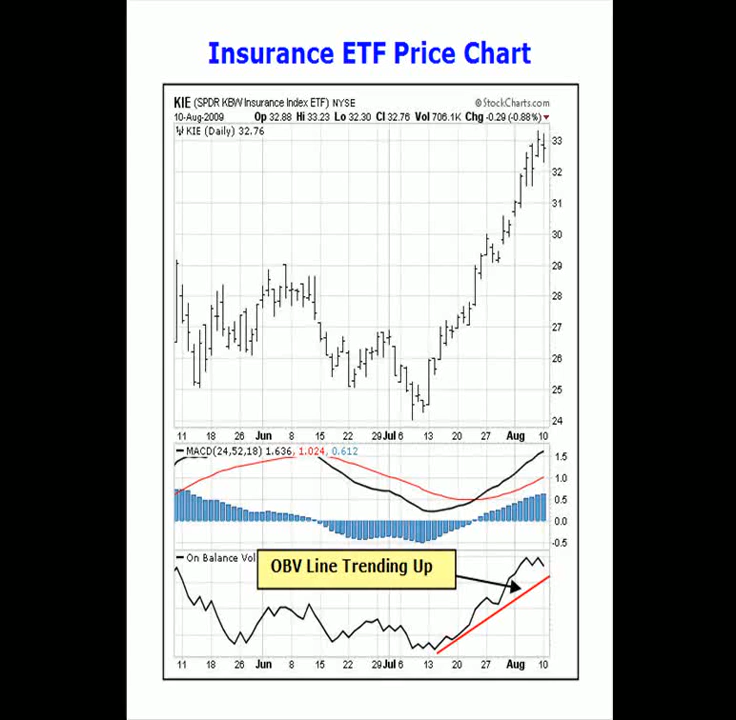 Insurance ETF Price Chart
KIE (SPDR KBW Insurance Index ETF) NYSE
© StockCharts.com
10-Aug-2009 Op 32.88 Hi 33.23 Lo 32.30 Cl 32.76 Vol 706.1K Chg -0.29 (-0.88%)
KIE (Daily) 32.76
33
32
31
30
29
28
27
26
25
24
11 18 26 Jun 8 15 22 29 Jul 6 13 20 27 Aug 10
MACD(24,52,18) 1.636, 1.024, 0.612
1.5
1.0
0.5
0.0
-0.5
On Balance Vol
OBV Line Trending Up
11 18 26 Jun 8 15 22 29 Jul 6 13 20 27 Aug 10